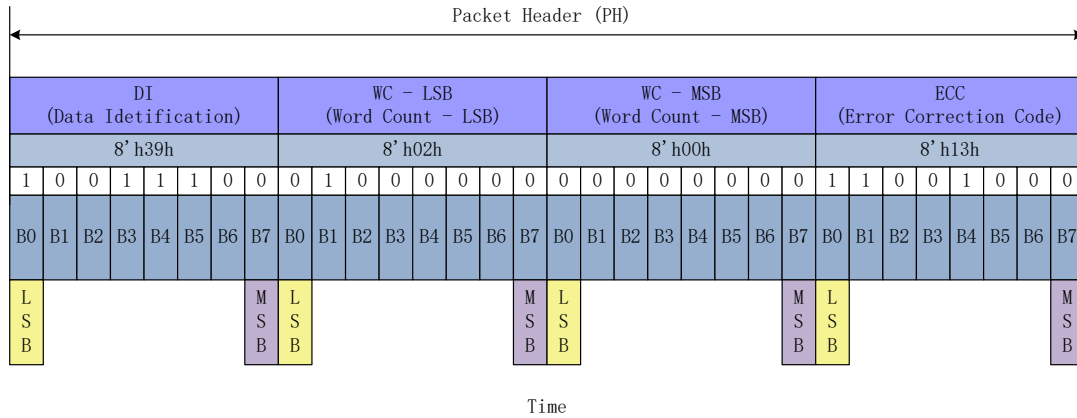 Packet Header (PH)
DI
(Data Idetification)
WC - LSB
(Word Count - LSB)
WC - MSB
(Word Count - MSB)
ECC
(Error Correction Code)
8'h39h 8'h02h 8'h00h 8'h13h
1 0 0 1 1 1 0 0 0 1 0 0 0 0 0 0 0 0 0 0 0 0 0 0 1 1 0 0 1 0 0 0
B0 B1 B2 B3 B4 B5 B6 B7 B0 B1 B2 B3 B4 B5 B6 B7 B0 B1 B2 B3 B4 B5 B6 B7 B0 B1 B2 B3 B4 B5 B6 B7
L M L M L M L M
S S S S S S S S
B B B B B B B B
Time